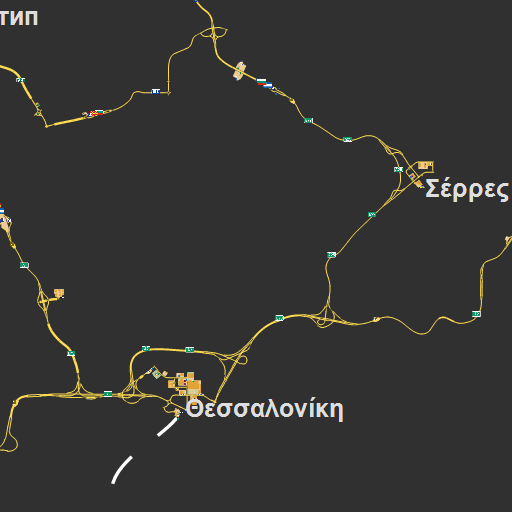 тип
Σέρρες
Θεσσαλονίκη